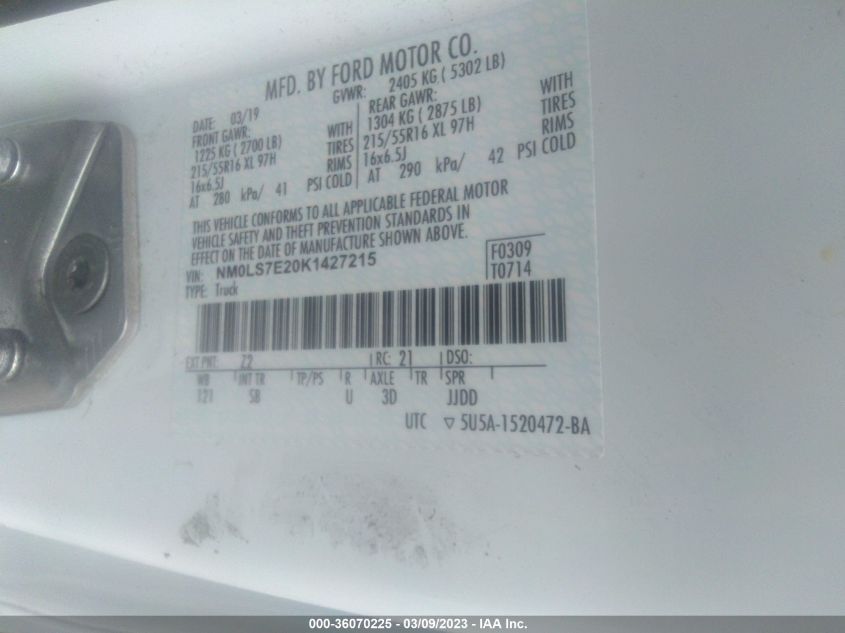 MFD. BY FORD MOTOR CO.
DATE: 03/19
GVWR: 2405 KG ( 5302 LB)
FRONT GAWR:
1225 KG ( 2700 LB)
215/55R16 XL 97H
16x6.5J
WITH
TIRES
RIMS
AT 280 kPa/ 41 PSI COLD
REAR GAWR:
1304 KG ( 2875 LB)
215/55R16 XL 97H
16x6.5J
WITH
TIRES
RIMS
AT 290 kPa/ 42 PSI COLD
THIS VEHICLE CONFORMS TO ALL APPLICABLE FEDERAL MOTOR
VEHICLE SAFETY AND THEFT PREVENTION STANDARDS IN
EFFECT ON THE DATE OF MANUFACTURE SHOWN ABOVE.
VIN: NM0LS7E20K1427215
TYPE: Truck
F0309
T0714
EXT PNT: Z2 RC: 21 DSO:
WB INT TR TP/PS R AXLE TR SPR
121 SB U 3D JJDD
UTC ▽ 5U5A-1520472-BA
000-36070225 - 03/09/2023 - IAA Inc.